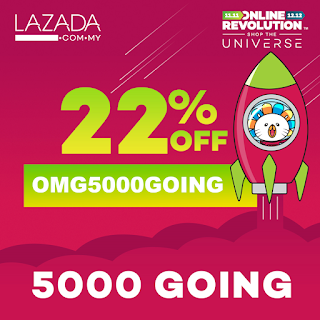 LAZADA
.COM.MY
11.11 ONLINE 12.12
REVOLUTION
SHOP THE
UNIVERSE
22%
OFF
OMG5000GOING
5000 GOING